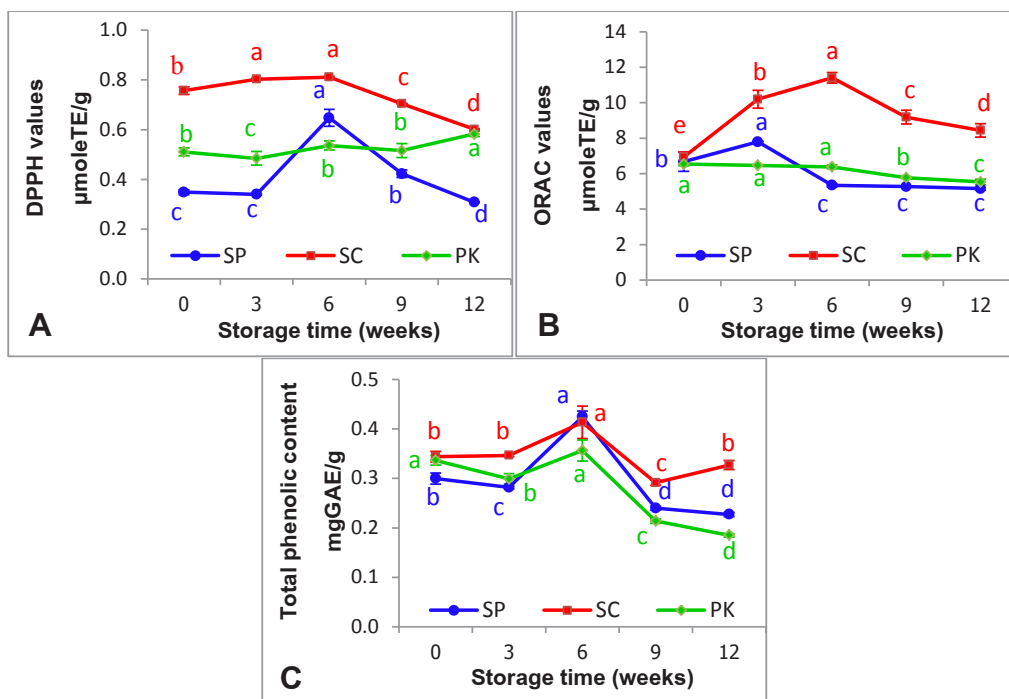 DPPH values
µmoleTE/g
1.0
0.8
0.6
0.4
0.2
0.0
b a a c d
a
b c b b a
c c b d
SP SC PK
0 3 6 9 12
Storage time (weeks)
A
ORAC values
µmoleTE/g
14
12
10
8
6
4
2
0
e b a c d
b a
a a a b c
c c c
SP SC PK
0 3 6 9 12
Storage time (weeks)
B
Total phenolic content
mgGAE/g
0.5
0.4
0.3
0.2
0.1
0.0
b b a a c b
a b a c d
b c d d
SP SC PK
0 3 6 9 12
Storage time (weeks)
C